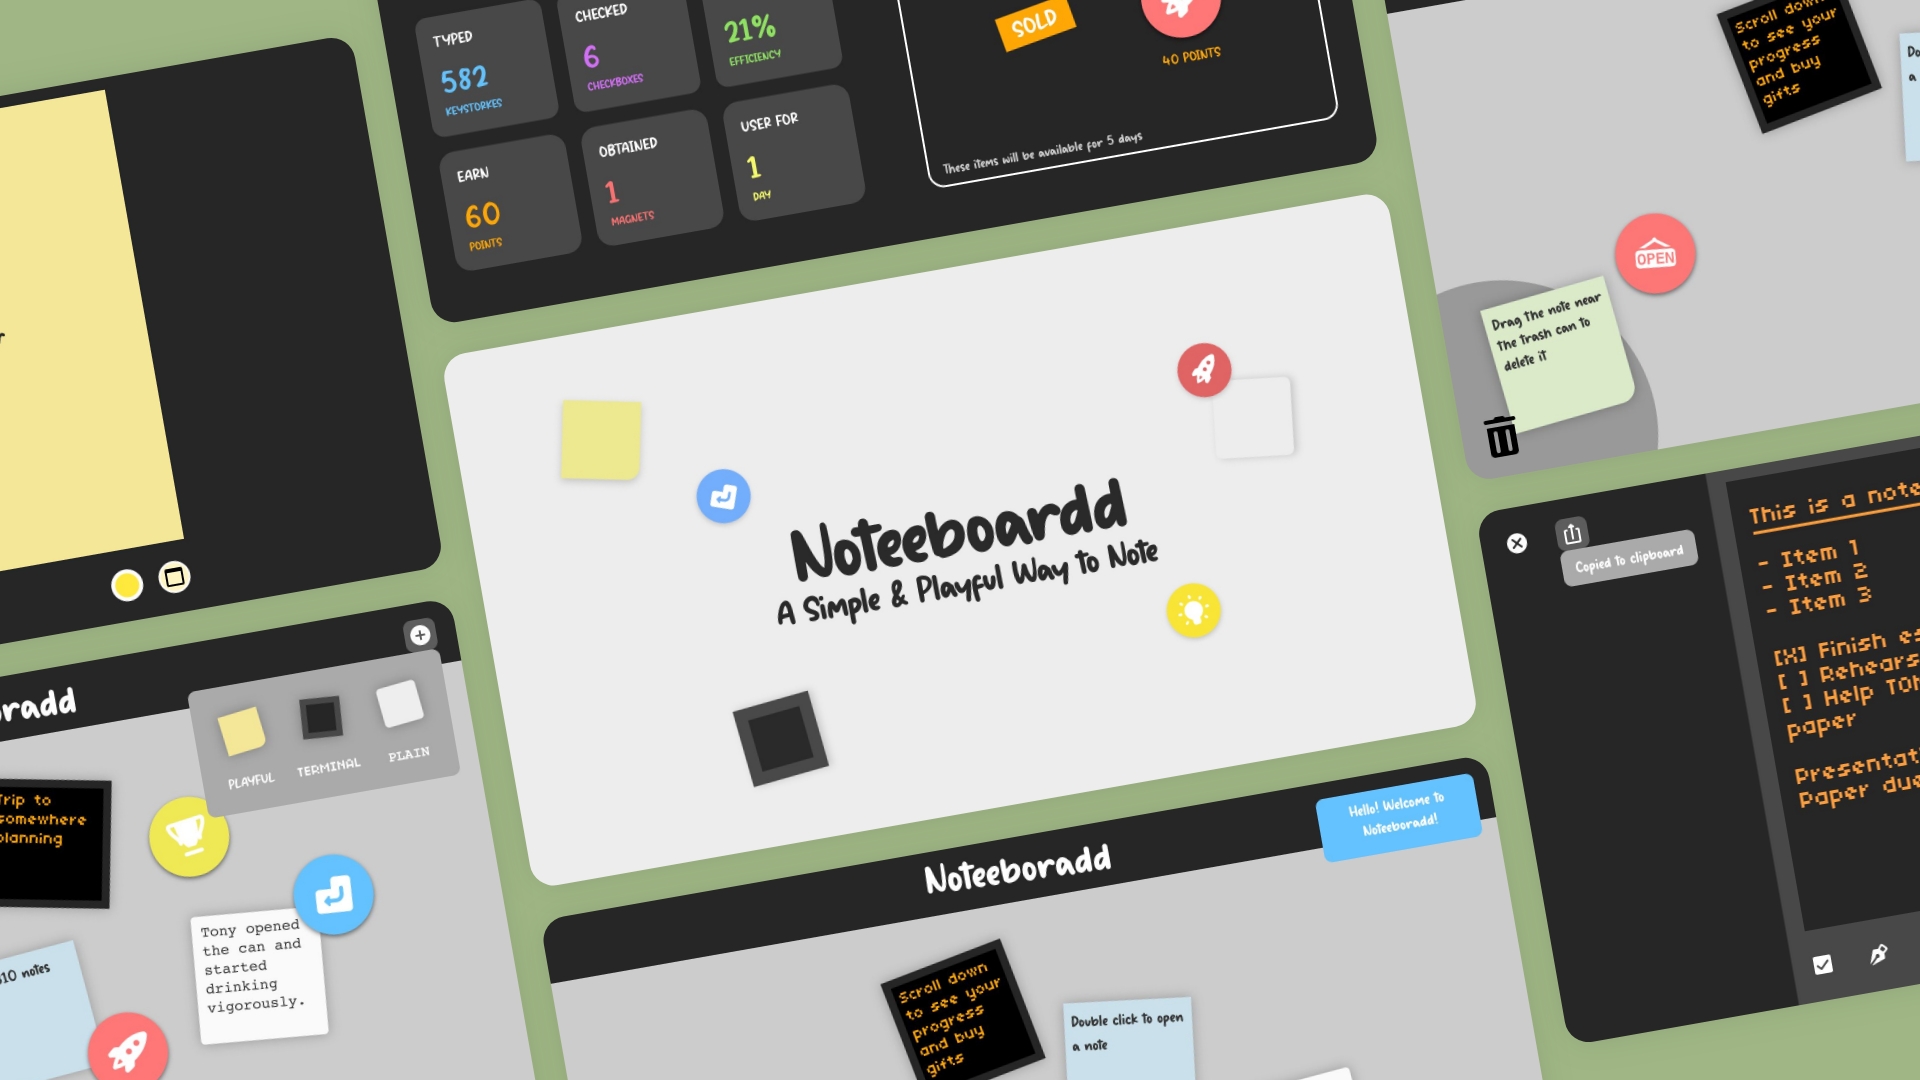 TYPED
582
KEYSTORKES
CHECKED
6
CHECKBOXES
21%
EFFICIENCY
EARN
60
POINTS
OBTAINED
1
MAGNETS
USER FOR
1
DAY
SOLD
40 POINTS
These items will be available for 5 days
Scroll down
to see your
progress
and buy
gifts
Do
a
OPEN
Drag the note near
the trash can to
delete it
Noteeboardd
A Simple & Playful Way to Note
Copied to clipboard
This is a note
- Item 1
- Item 2
- Item 3
[X] Finish es
[ ] Rehears
[ ] Help TOn
paper
Presentat
Paper due
oradd
PLAYFUL
TERMINAL
PLAIN
Trip to
somewhere
planning
10 notes
Tony opened
the can and
started
drinking
vigorously.
Noteeboradd
Hello! Welcome to
Noteeboradd!
Scroll down
to see your
progress
and buy
gifts
Double click to open
a note